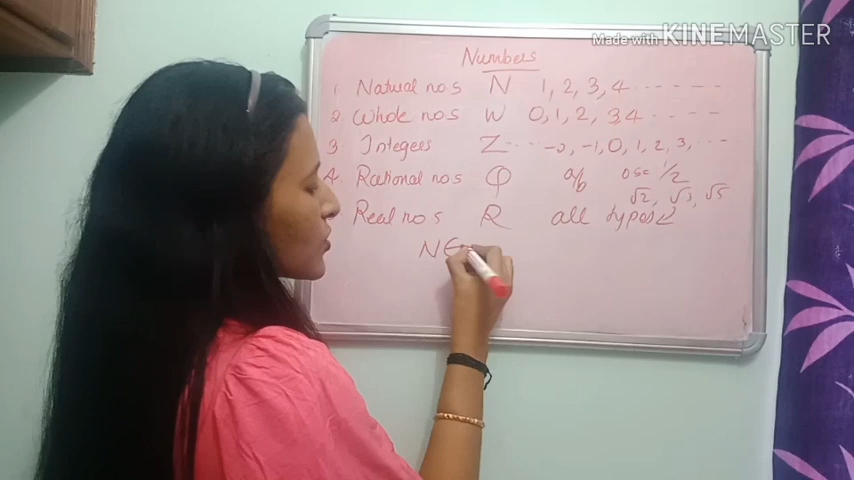 Made with KINEMASTER
Numbers
1. Natural nos N 1, 2, 3, 4 ......
2. Whole nos W 0, 1, 2, 3, 4 .....
3. Integers Z ... -2, -1, 0, 1, 2, 3, ...
4. Rational nos Q a/b 0.5 = 1/2
√2, √3, √5
Real nos R all types
N E